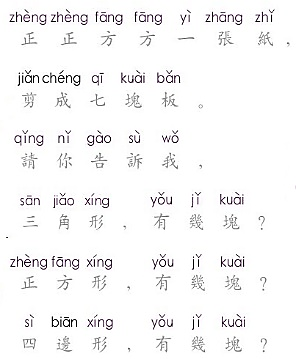 zhèng zhèng fāng fāng yì zhāng zhǐ
正正方方一張紙，
jiǎn chéng qī kuài bǎn
剪成七塊板。
qǐng nǐ gào sù wǒ
請你告訴我，
sān jiǎo xíng yǒu jǐ kuài
三角形，有幾塊？
zhèng fāng xíng yǒu jǐ kuài
正方形，有幾塊？
sì biān xíng yǒu jǐ kuài
四邊形，有幾塊？